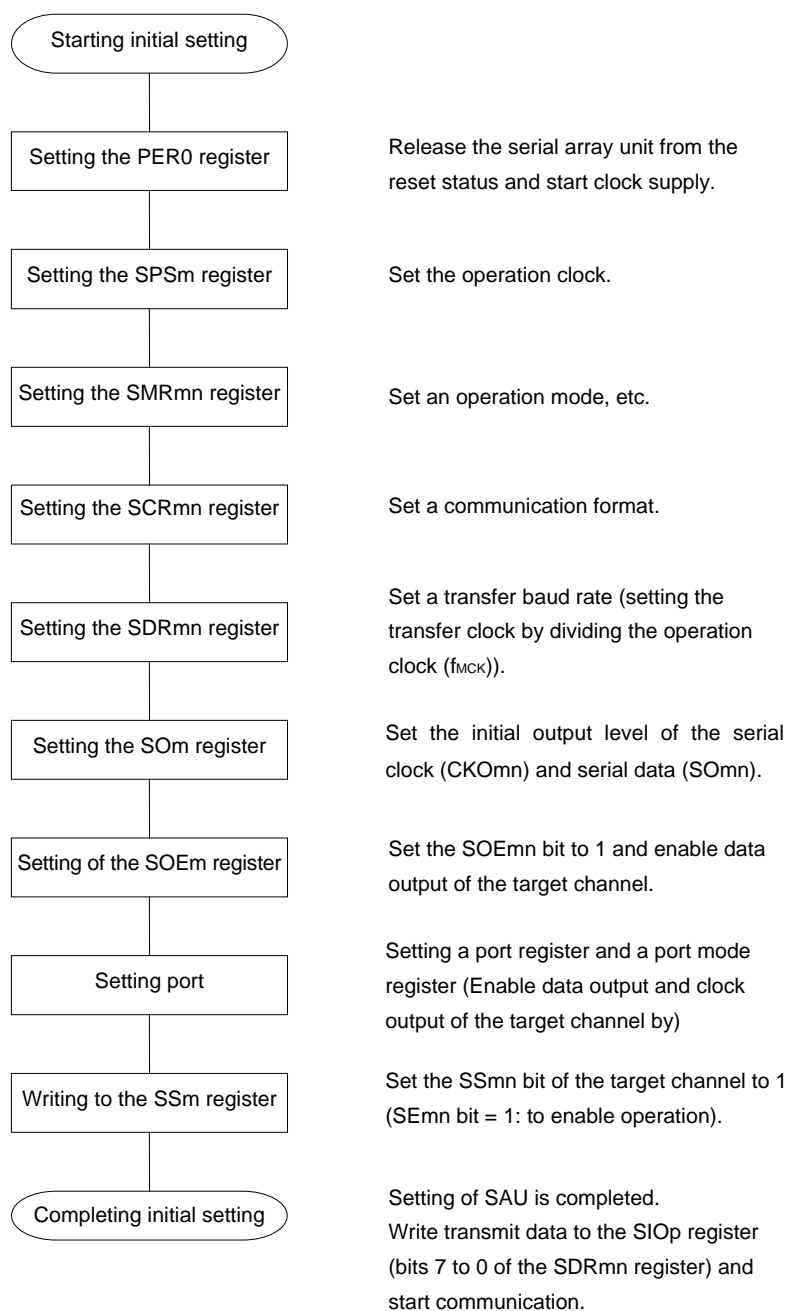 Starting initial setting
Setting the PER0 register
Release the serial array unit from the
reset status and start clock supply.
Setting the SPSm register
Set the operation clock.
Setting the SMRmn register
Set an operation mode, etc.
Setting the SCRmn register
Set a communication format.
Setting the SDRmn register
Set a transfer baud rate (setting the
transfer clock by dividing the operation
clock (fMCK)).
Setting the SOm register
Set the initial output level of the serial
clock (CKOmn) and serial data (SOmn).
Setting of the SOEm register
Set the SOEmn bit to 1 and enable data
output of the target channel.
Setting port
Setting a port register and a port mode
register (Enable data output and clock
output of the target channel by)
Writing to the SSm register
Set the SSmn bit of the target channel to 1
(SEmn bit = 1: to enable operation).
Completing initial setting
Setting of SAU is completed.
Write transmit data to the SIOp register
(bits 7 to 0 of the SDRmn register) and
start communication.